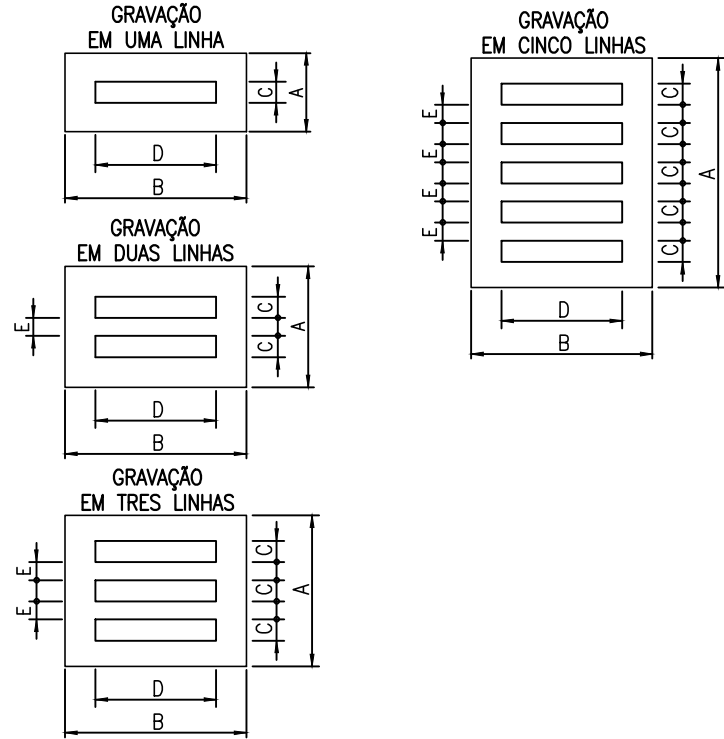 GRAVAÇÃO
EM UMA LINHA
C
A
D
B
GRAVAÇÃO
EM DUAS LINHAS
E
C
C
A
D
B
GRAVAÇÃO
EM TRES LINHAS
E
E
C
C
C
A
D
B
GRAVAÇÃO
EM CINCO LINHAS
E
E
E
E
C
C
C
C
C
A
D
B